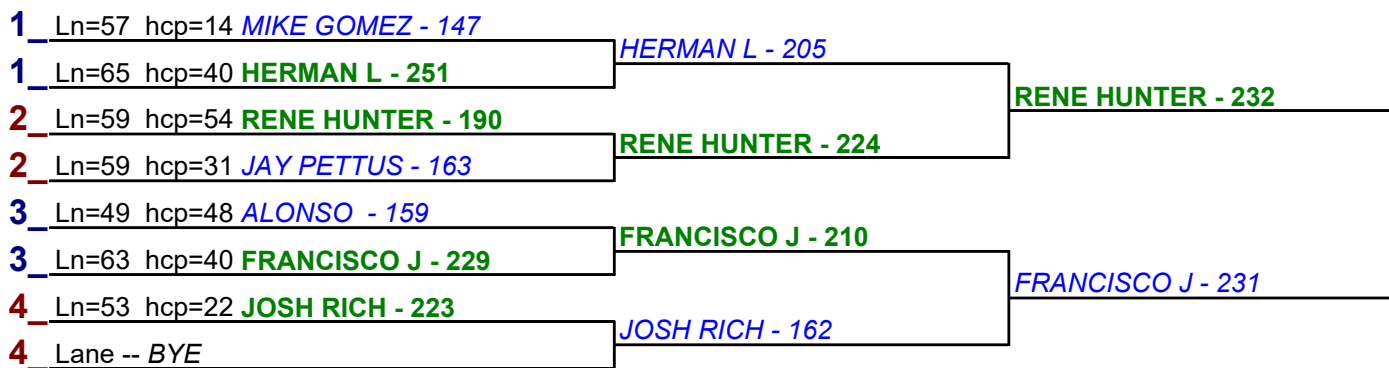 1_ Ln=57 hcp=14 MIKE GOMEZ - 147
HERMAN L - 205
1_ Ln=65 hcp=40 HERMAN L - 251
RENE HUNTER - 232
2_ Ln=59 hcp=54 RENE HUNTER - 190
RENE HUNTER - 224
2_ Ln=59 hcp=31 JAY PETTUS - 163
3_ Ln=49 hcp=48 ALONSO - 159
FRANCISCO J - 210
3_ Ln=63 hcp=40 FRANCISCO J - 229
FRANCISCO J - 231
4_ Ln=53 hcp=22 JOSH RICH - 223
JOSH RICH - 162
4_ Lane -- BYE